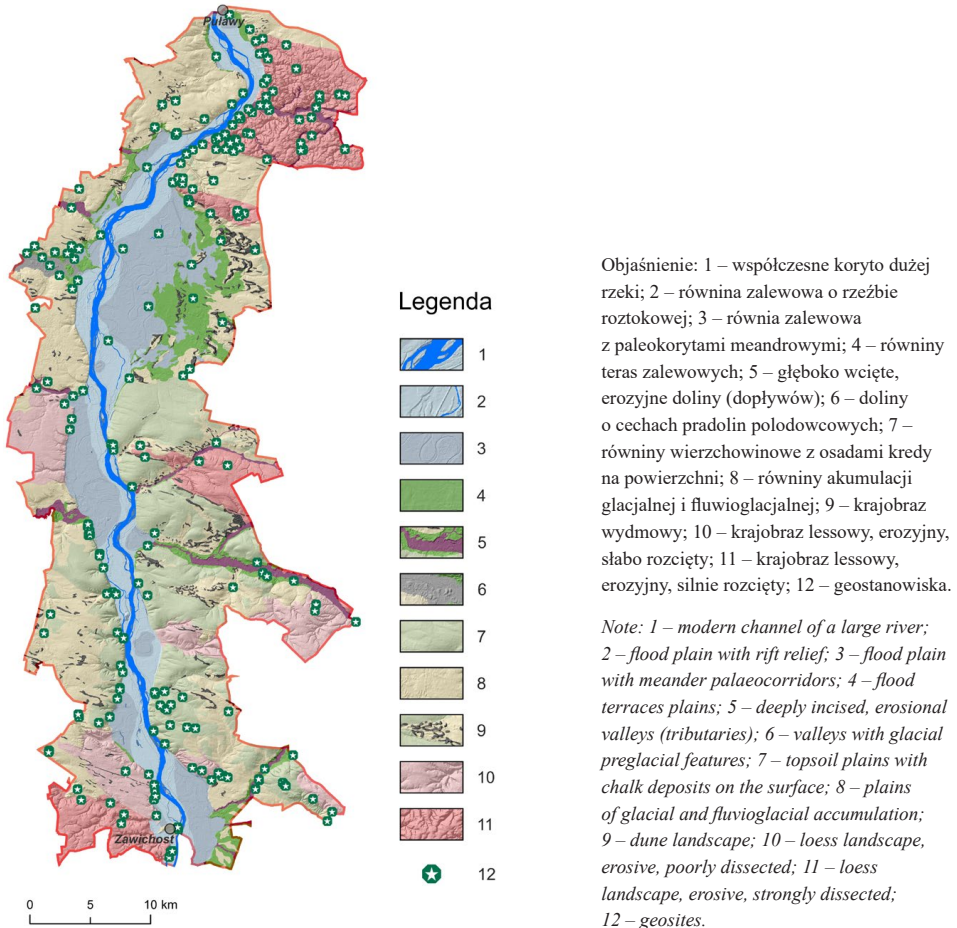 Puławy
Zawichost
0 5 10 km
Legenda
1
2
3
4
5
6
7
8
9
10
11
12
Objaśnienie: 1 – współczesne koryto dużej
rzeki; 2 – równina zalewowa o rzeźbie
roztokowej; 3 – równia zalewowa
z paleokorytami meandrowymi; 4 – równiny
teras zalewowych; 5 – głęboko wcięte,
erozyjne doliny (dopływów); 6 – doliny
o cechach pradolin polodowcowych; 7 –
równiny wierzchowinowe z osadami kredy
na powierzchni; 8 – równiny akumulacji
glacjalnej i fluwioglacjalnej; 9 – krajobraz
wydmowy; 10 – krajobraz lessowy, erozyjny,
słabo rozcięty; 11 – krajobraz lessowy,
erozyjny, silnie rozcięty; 12 – geostanowiska.
Note: 1 – modern channel of a large river;
2 – flood plain with rift relief; 3 – flood plain
with meander palaeocorridors; 4 – flood
terraces plains; 5 – deeply incised, erosional
valleys (tributaries); 6 – valleys with glacial
preglacial features; 7 – topsoil plains with
chalk deposits on the surface; 8 – plains
of glacial and fluvioglacial accumulation;
9 – dune landscape; 10 – loess landscape,
erosive, poorly dissected; 11 – loess
landscape, erosive, strongly dissected;
12 – geosites.